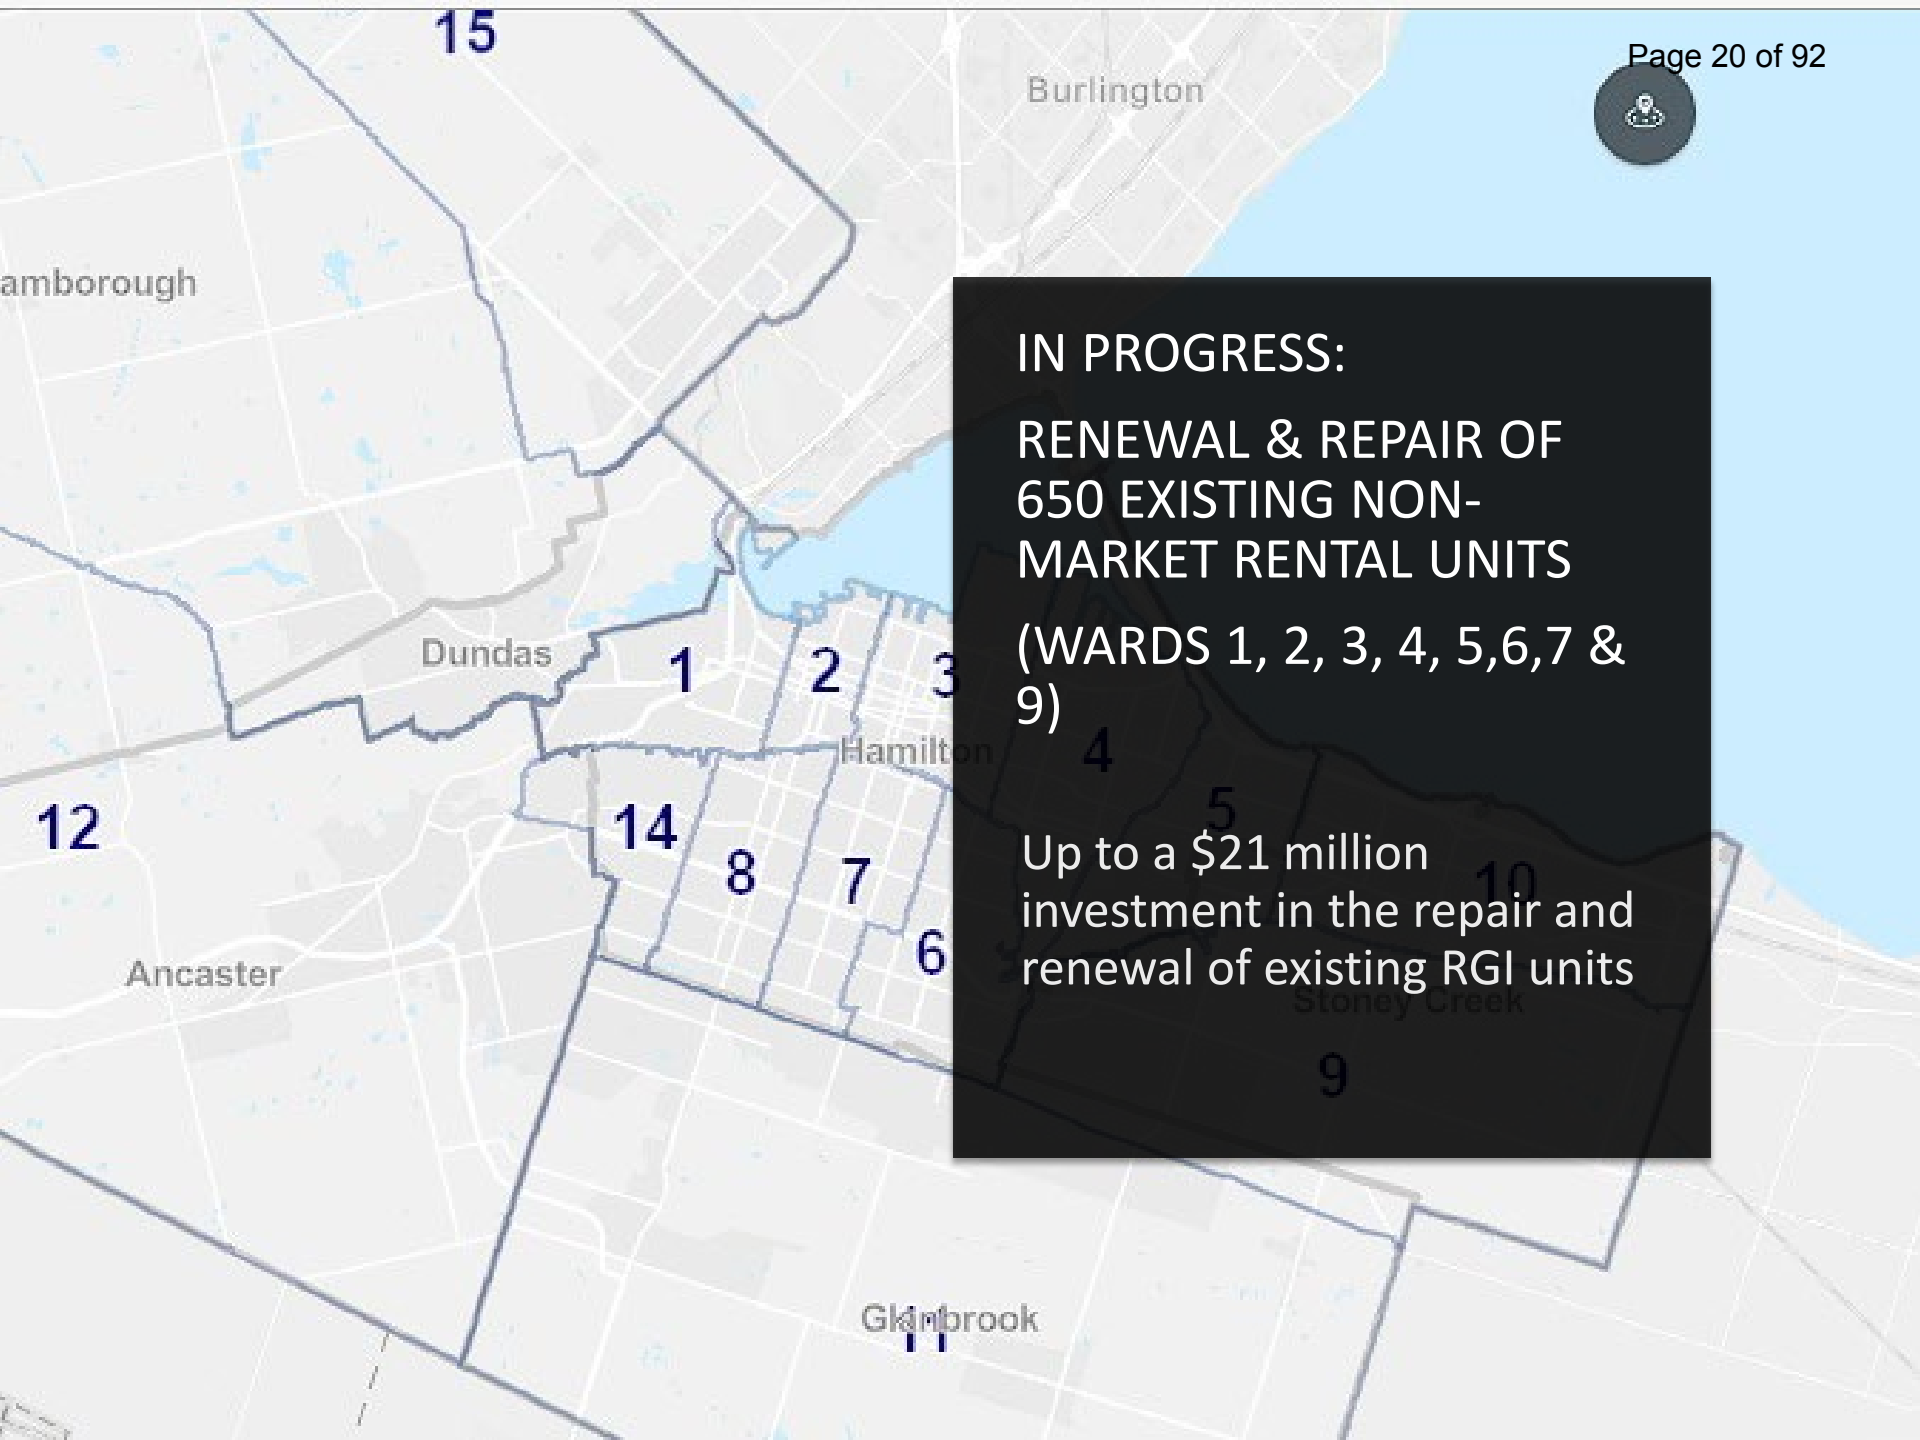 15
Page 20 of 92
Burlington
amborough
IN PROGRESS:
RENEWAL & REPAIR OF
650 EXISTING NON-
MARKET RENTAL UNITS
(WARDS 1, 2, 3, 4, 5,6,7 &
9)
Dundas
1
2
3
Hamilton
4
12
14
8
7
5
10
6
Up to a $21 million
investment in the repair and
renewal of existing RGI units
Ancaster
Stoney Creek
9
Glanbrook
11